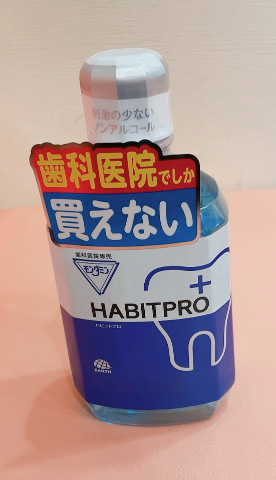 刺激の少ない
ノンアルコール
歯科医院でしか
買えない
歯科医院専売
モンダミン
HABITPRO
ハビットプロ
EARTH